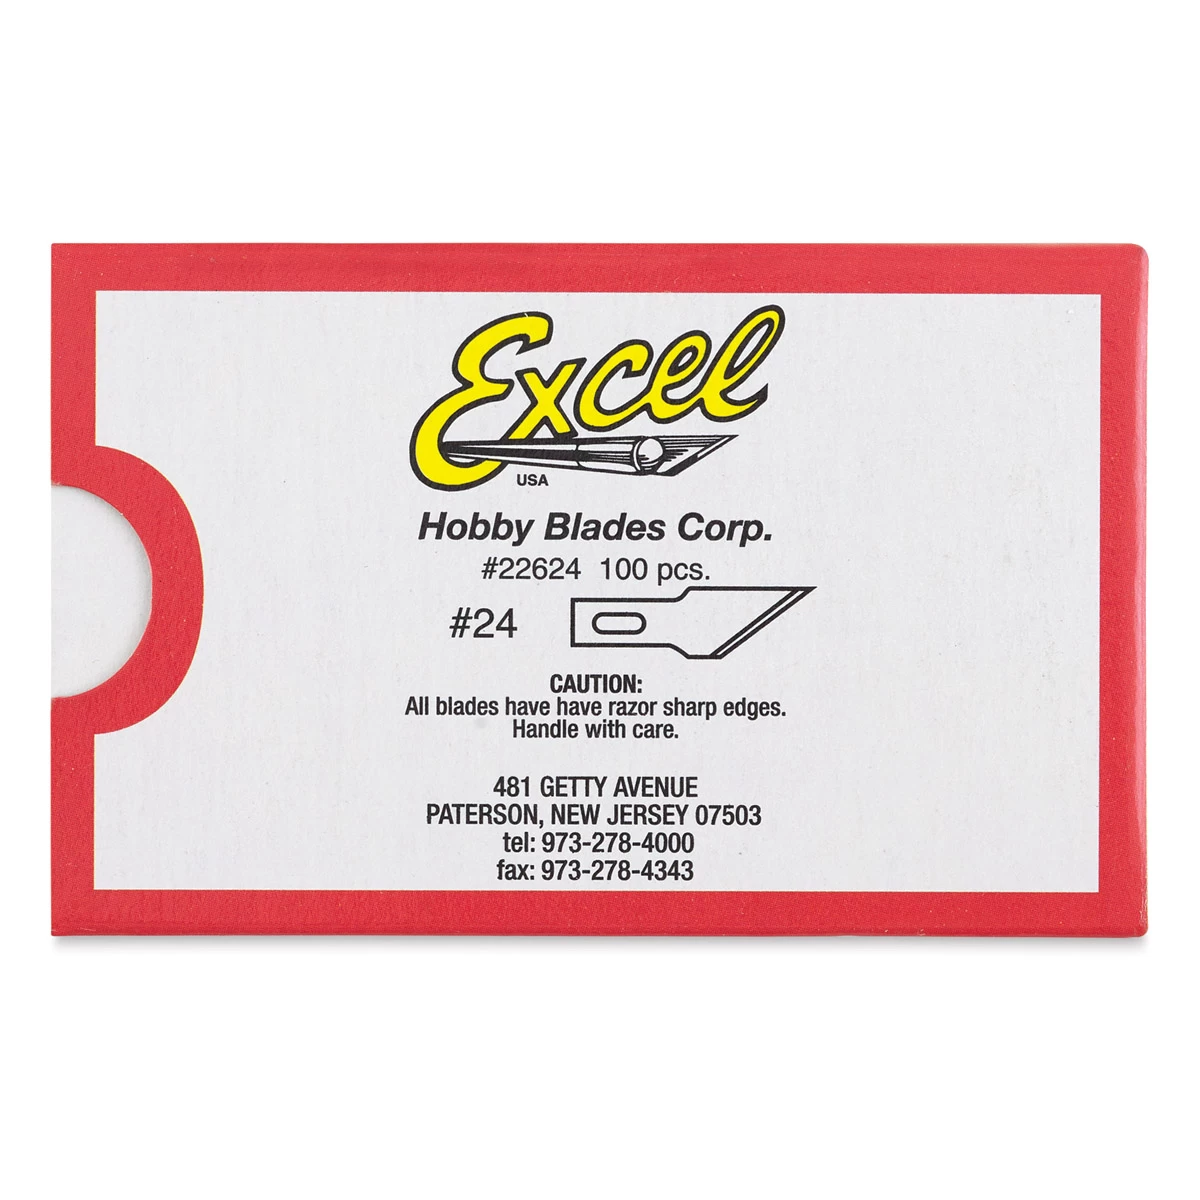 Excel
USA
Hobby Blades Corp.
#22624 100 pcs.
#24
CAUTION:
All blades have have razor sharp edges.
Handle with care.
481 GETTY AVENUE
PATERSON, NEW JERSEY 07503
tel: 973-278-4000
fax: 973-278-4343